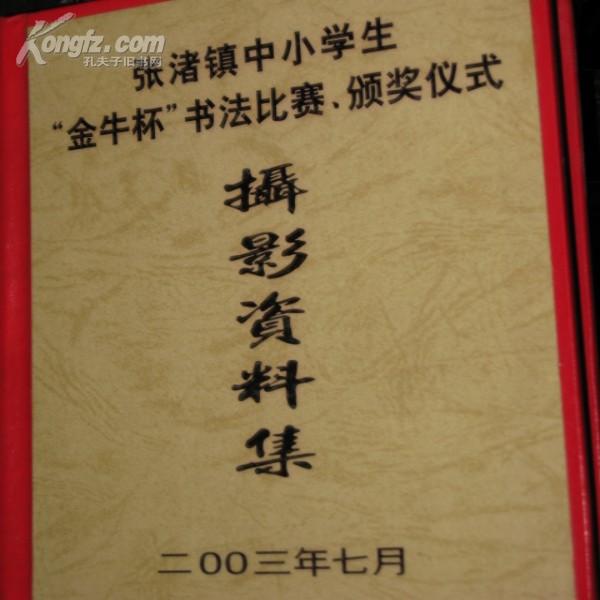 Kongfz.com
孔夫子旧书网
张渚镇中小学生
“金牛杯”书法比赛、颁奖仪式
攝影資料集
二00三年七月